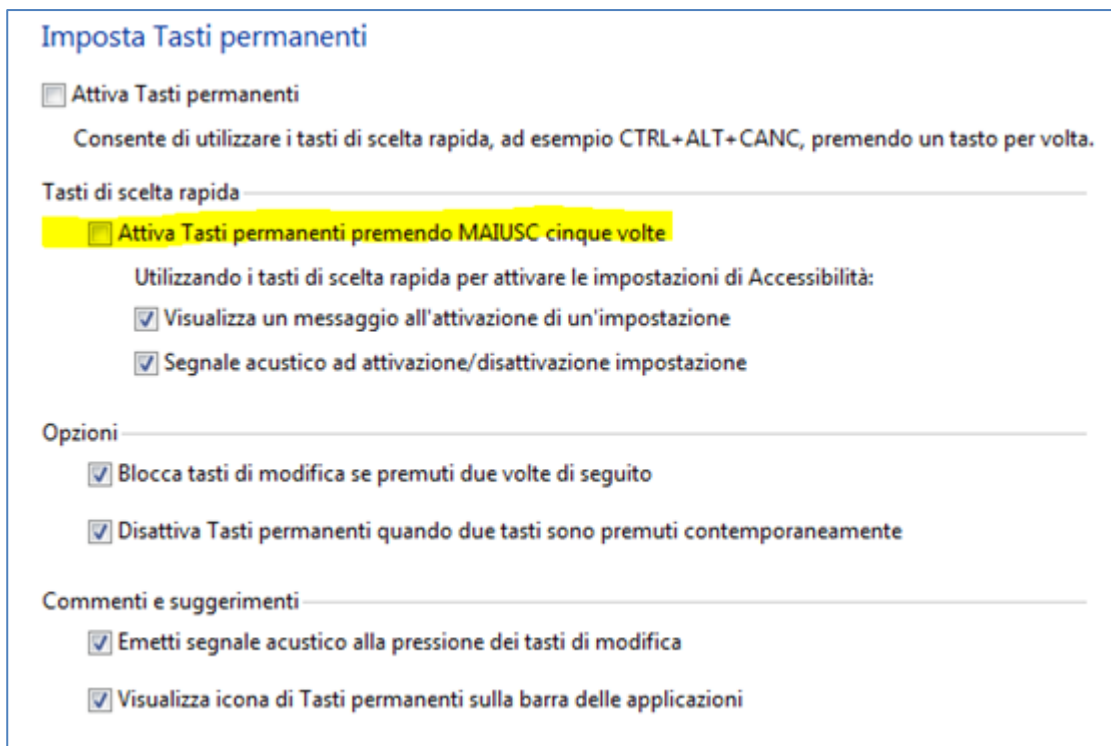 Imposta Tasti permanenti
Attiva Tasti permanenti
Consente di utilizzare i tasti di scelta rapida, ad esempio CTRL+ALT+CANC, premendo un tasto per volta.
Tasti di scelta rapida
Attiva Tasti permanenti premendo MAIUSC cinque volte
Utilizzando i tasti di scelta rapida per attivare le impostazioni di Accessibilità:
Visualizza un messaggio all'attivazione di un'impostazione
Segnale acustico ad attivazione/disattivazione impostazione
Opzioni
Blocca tasti di modifica se premuti due volte di seguito
Disattiva Tasti permanenti quando due tasti sono premuti contemporaneamente
Commenti e suggerimenti
Emetti segnale acustico alla pressione dei tasti di modifica
Visualizza icona di Tasti permanenti sulla barra delle applicazioni